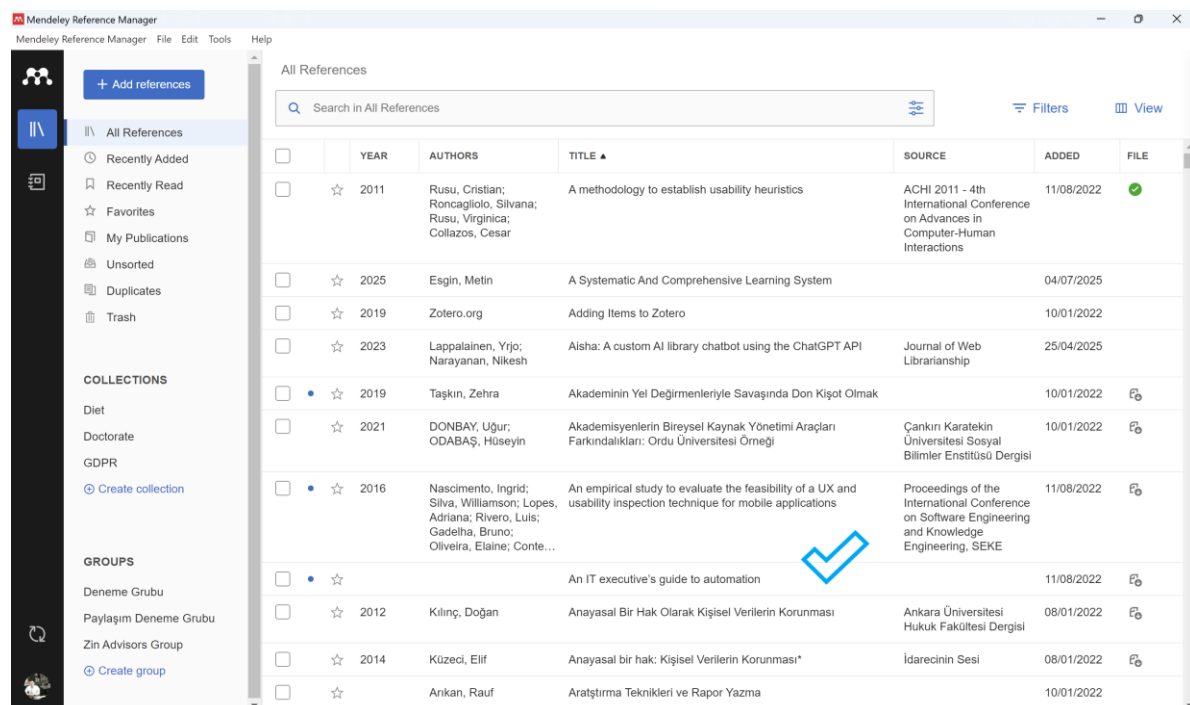 Mendeley Reference Manager
Mendeley Reference Manager File Edit Tools Help
+ Add references
All References
Recently Added
Recently Read
Favorites
My Publications
Unsorted
Duplicates
Trash
COLLECTIONS
Diet
Doctorate
GDPR
Create collection
GROUPS
Deneme Grubu
Paylaşım Deneme Grubu
Zin Advisors Group
Create group
All References
Search in All References
Filters
View
YEAR AUTHORS TITLE SOURCE ADDED FILE
2011 Rusu, Cristian; A methodology to establish usability heuristics ACHI 2011 - 4th 11/08/2022
Roncagliolo, Silvana; International Conference
Rusu, Virginica; on Advances in
Collazos, Cesar Computer-Human
Interactions
2025 Esgin, Metin A Systematic And Comprehensive Learning System 04/07/2025
2019 Zotero.org Adding Items to Zotero 10/01/2022
2023 Lappalainen, Yrjo; Aisha: A custom AI library chatbot using the ChatGPT API Journal of Web 25/04/2025
Narayanan, Nikesh Librarianship
2019 Taşkın, Zehra Akademinin Yel Değirmenleriyle Savaşında Don Kişot Olmak 10/01/2022
2021 DONBAY, Uğur; Akademisyenlerin Bireysel Kaynak Yönetimi Araçları Çankırı Karatekin 10/01/2022
ODABAŞ, Hüseyin Farkındalıkları: Ordu Üniversitesi Örneği Üniversitesi Sosyal
Bilimler Enstitüsü Dergisi
2016 Nascimento, Ingrid; An empirical study to evaluate the feasibility of a UX and Proceedings of the 11/08/2022
Silva, Williamson; Lopes, usability inspection technique for mobile applications International Conference
Adriana; Rivero, Luis; on Software Engineering
Gadelha, Bruno; and Knowledge
Oliveira, Elaine; Conte... Engineering, SEKE
An IT executive's guide to automation 11/08/2022
2012 Kılınç, Doğan Anayasal Bir Hak Olarak Kişisel Verilerin Korunması Ankara Üniversitesi 08/01/2022
Hukuk Fakültesi Dergisi
2014 Küzeci, Elif Anayasal bir hak: Kişisel Verilerin Korunması* İdarecinin Sesi 08/01/2022
Arıkan, Rauf Aratştırma Teknikleri ve Rapor Yazma 10/01/2022